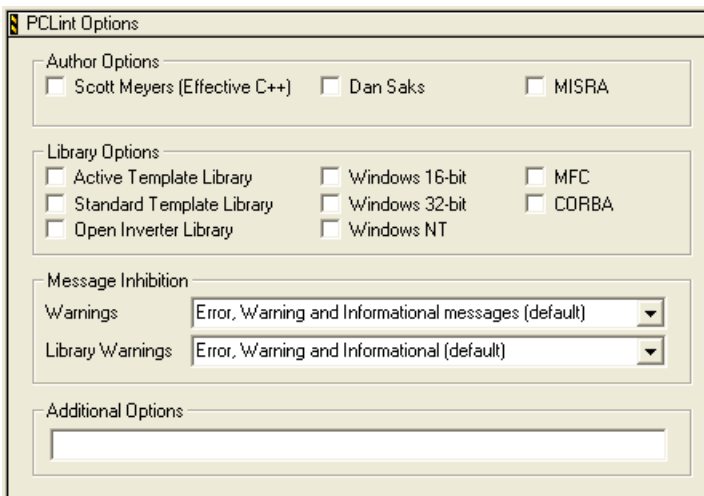 PCLint Options
Author Options
Scott Meyers (Effective C++) Dan Saks MISRA
Library Options
Active Template Library Windows 16-bit MFC
Standard Template Library Windows 32-bit CORBA
Open Inverter Library Windows NT
Message Inhibition
Warnings Error, Warning and Informational messages (default)
Library Warnings Error, Warning and Informational (default)
Additional Options